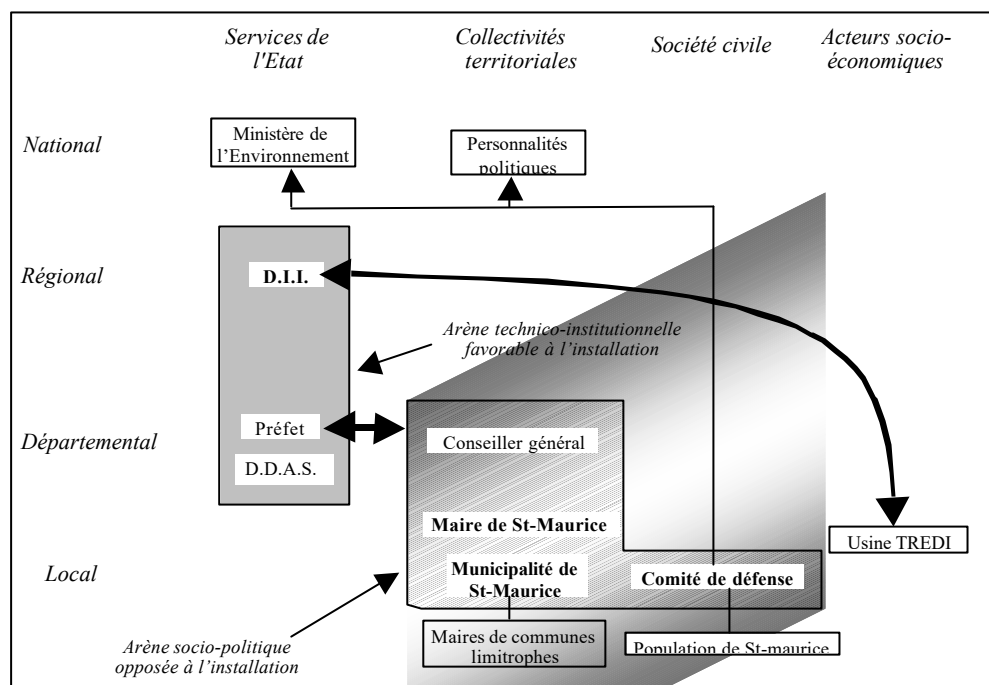 Services de
l'Etat
Collectivités
territoriales
Société civile
Acteurs socio-
économiques
National
Ministère de
l’Environnement
Personnalités
politiques
Régional
D.I.I.
Arène technico-institutionnelle
favorable à l’installation
Départemental
Préfet
Conseiller général
D.D.A.S.
Maire de St-Maurice
Usine TREDI
Local
Municipalité de
St-Maurice
Comité de défense
Arène socio-politique
opposée à l’installation
Maires de communes
limitrophes
Population de St-maurice